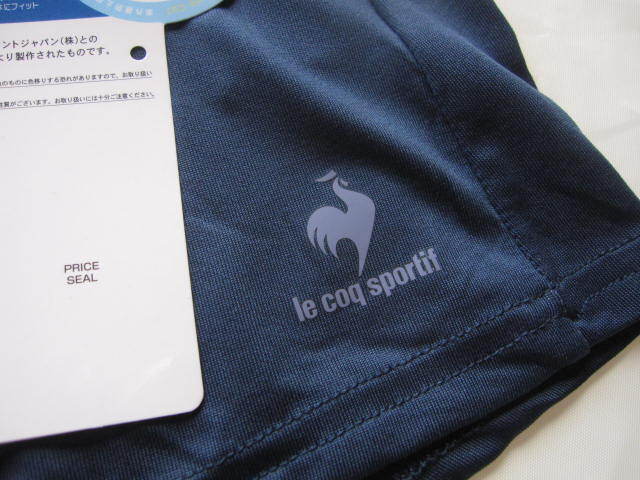 にフィット
ントジャパン(株)との
より製作されたものです。
のものに色移りする恐れがありますので、お取り扱い
性質がございます。お取り扱いには十分ご注意ください。
PRICE
SEAL
le coq sportif